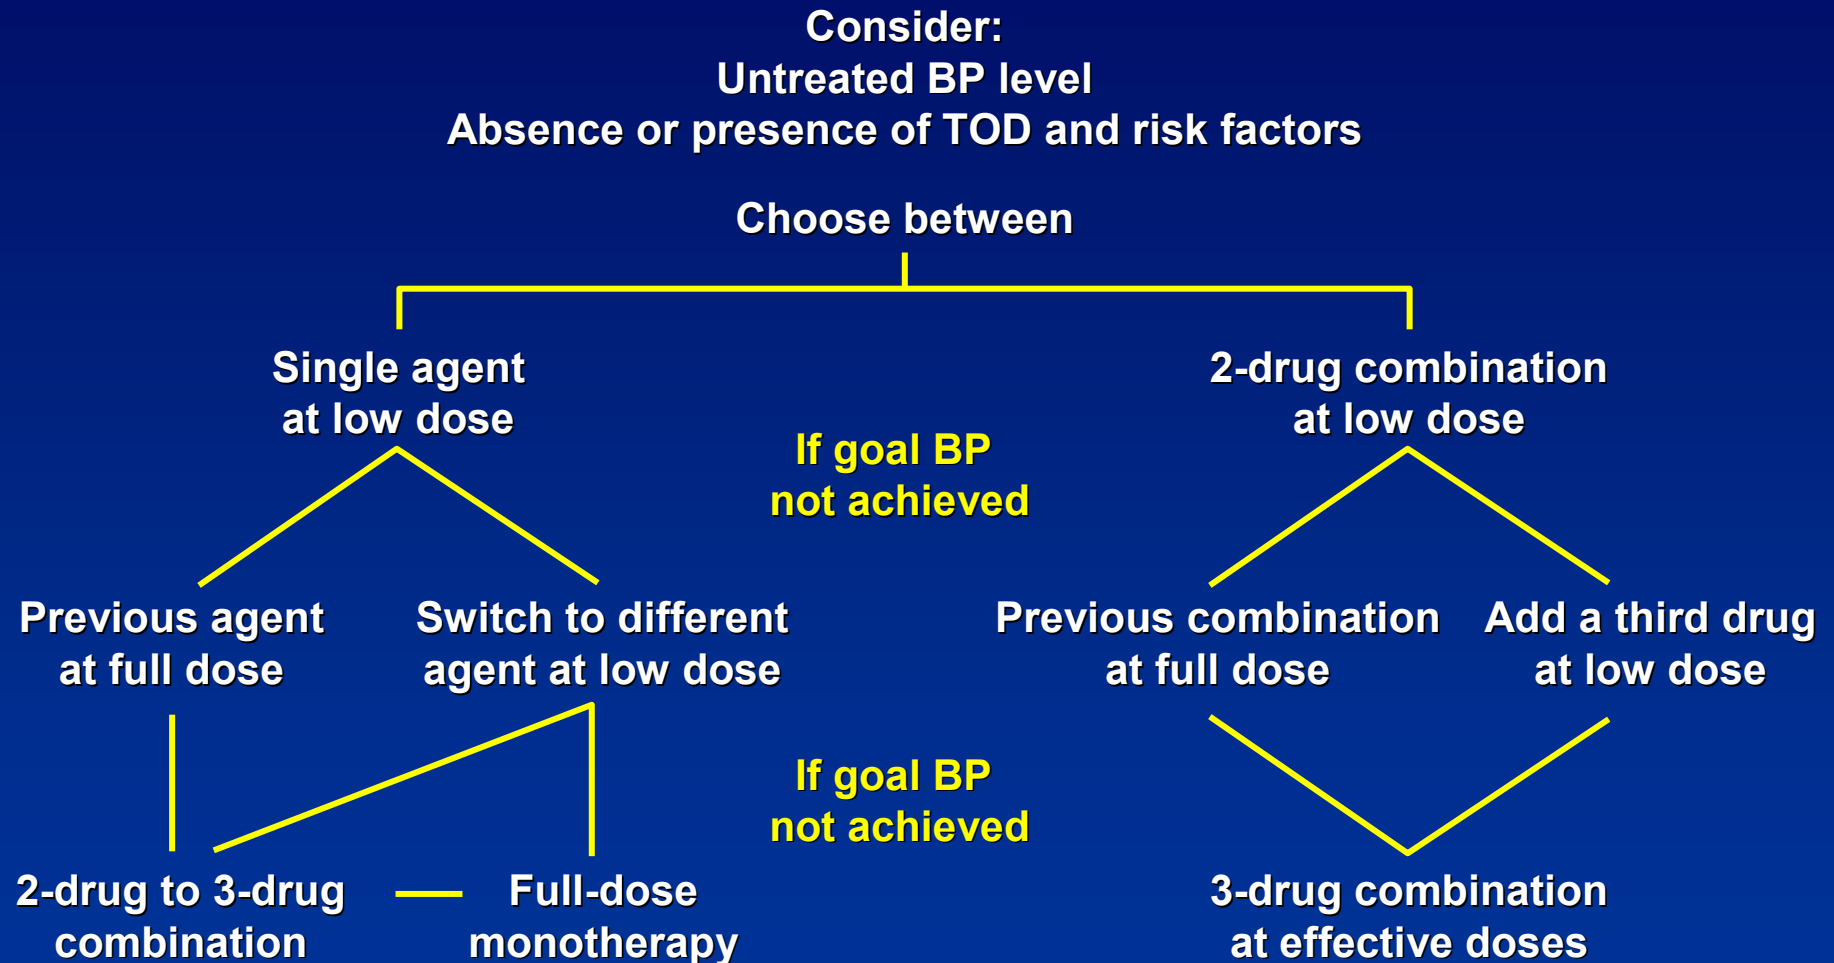 Consider:
Untreated BP level
Absence or presence of TOD and risk factors
Choose between
Single agent
at low dose
2-drug combination
at low dose
If goal BP
not achieved
Previous agent
at full dose
Switch to different
agent at low dose
Previous combination
at full dose
Add a third drug
at low dose
If goal BP
not achieved
2-drug to 3-drug
combination
Full-dose
monotherapy
3-drug combination
at effective doses